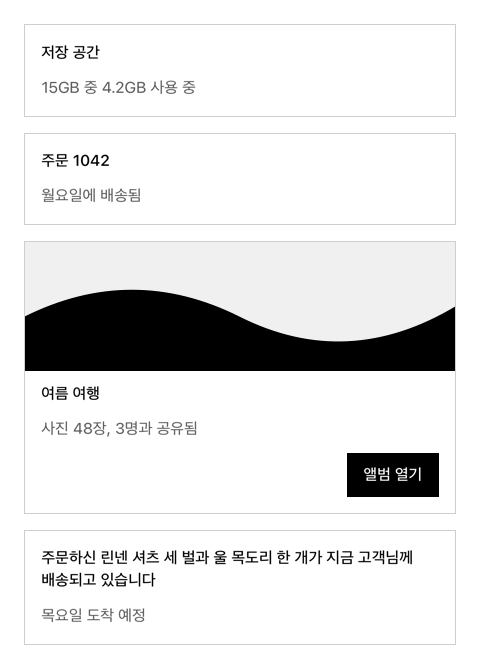 저장 공간
15GB 중 4.2GB 사용 중
주문 1042
월요일에 배송됨
여름 여행
사진 48장, 3명과 공유됨
앨범 열기
주문하신 린넨 셔츠 세 벌과 울 목도리 한 개가 지금 고객님께
배송되고 있습니다
목요일 도착 예정